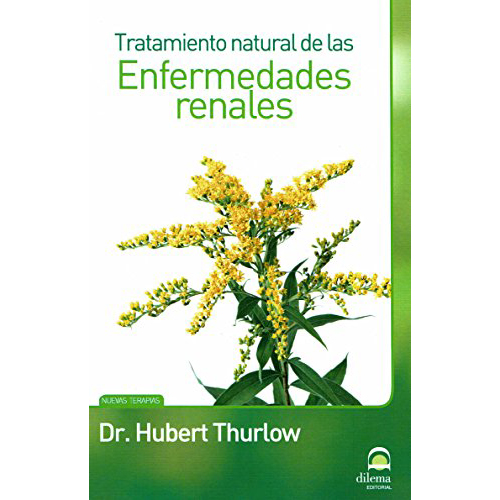 Tratamiento natural de las
Enfermedades
renales
NUEVAS TERAPIAS
Dr. Hubert Thurlow
dilema
EDITORIAL